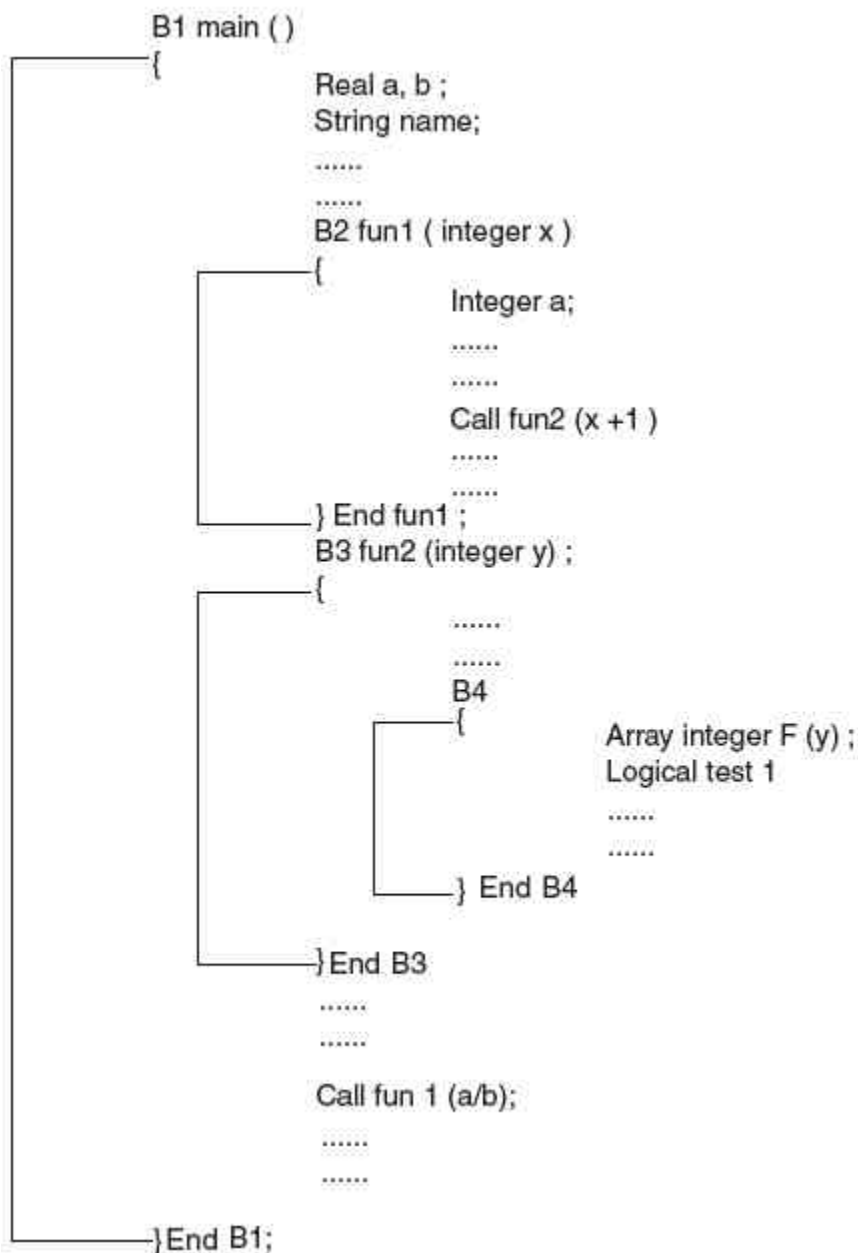 B1 main ( )
{
Real a, b ;
String name;
......
......
B2 fun1 ( integer x )
{
Integer a;
......
......
Call fun2 (x +1 )
......
......
} End fun1 ;
B3 fun2 (integer y) ;
{
......
......
B4
{
Array integer F (y) ;
Logical test 1
......
......
} End B4
}End B3
......
......
Call fun 1 (a/b);
......
......
}End B1;